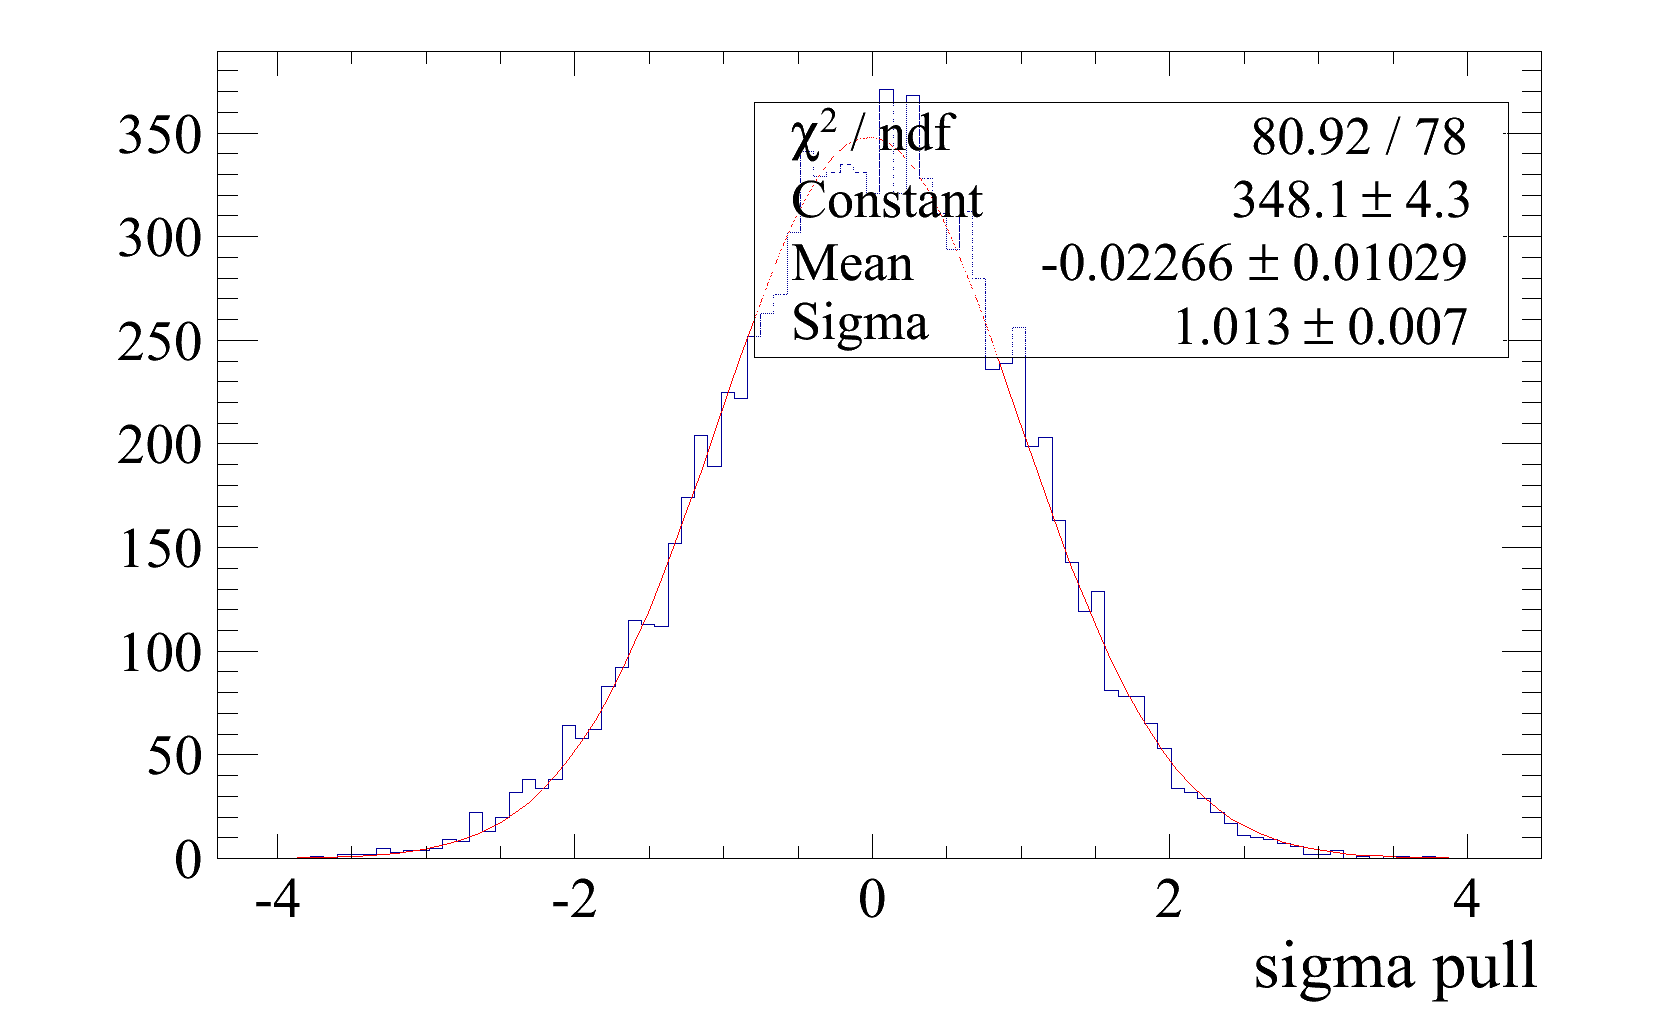 χ² / ndf 80.92 / 78
Constant 348.1 ± 4.3
Mean -0.02266 ± 0.01029
Sigma 1.013 ± 0.007
350
300
250
200
150
100
50
0
-4 -2 0 2 4
sigma pull